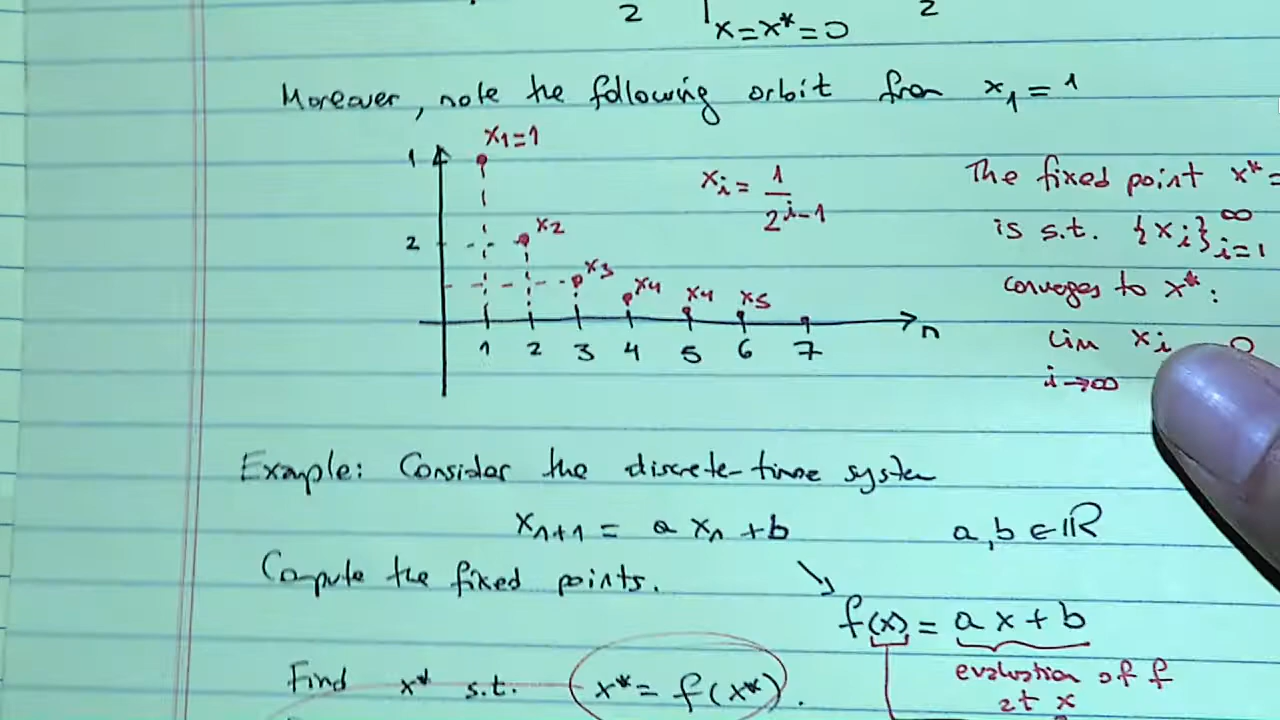 2 | x=x*=0 2
Moreover, note the following orbit from x₁ = 1
1 x₁=1
xᵢ = 1/2^(i-1)
The fixed point x*=
2 x₂
is s.t. {xᵢ}ᵢ₌₁^∞
x₃ x₄ x₄ x₅
converges to x*:
n
1 2 3 4 5 6 7
lim xᵢ 0
i→∞
Example: Consider the discrete-time system
xₙ₊₁ = a xₙ + b a, b ∈ ℝ
Compute the fixed points.
f(x) = a x + b
evaluation of f
at x
Find x* s.t. x* = f(x*).